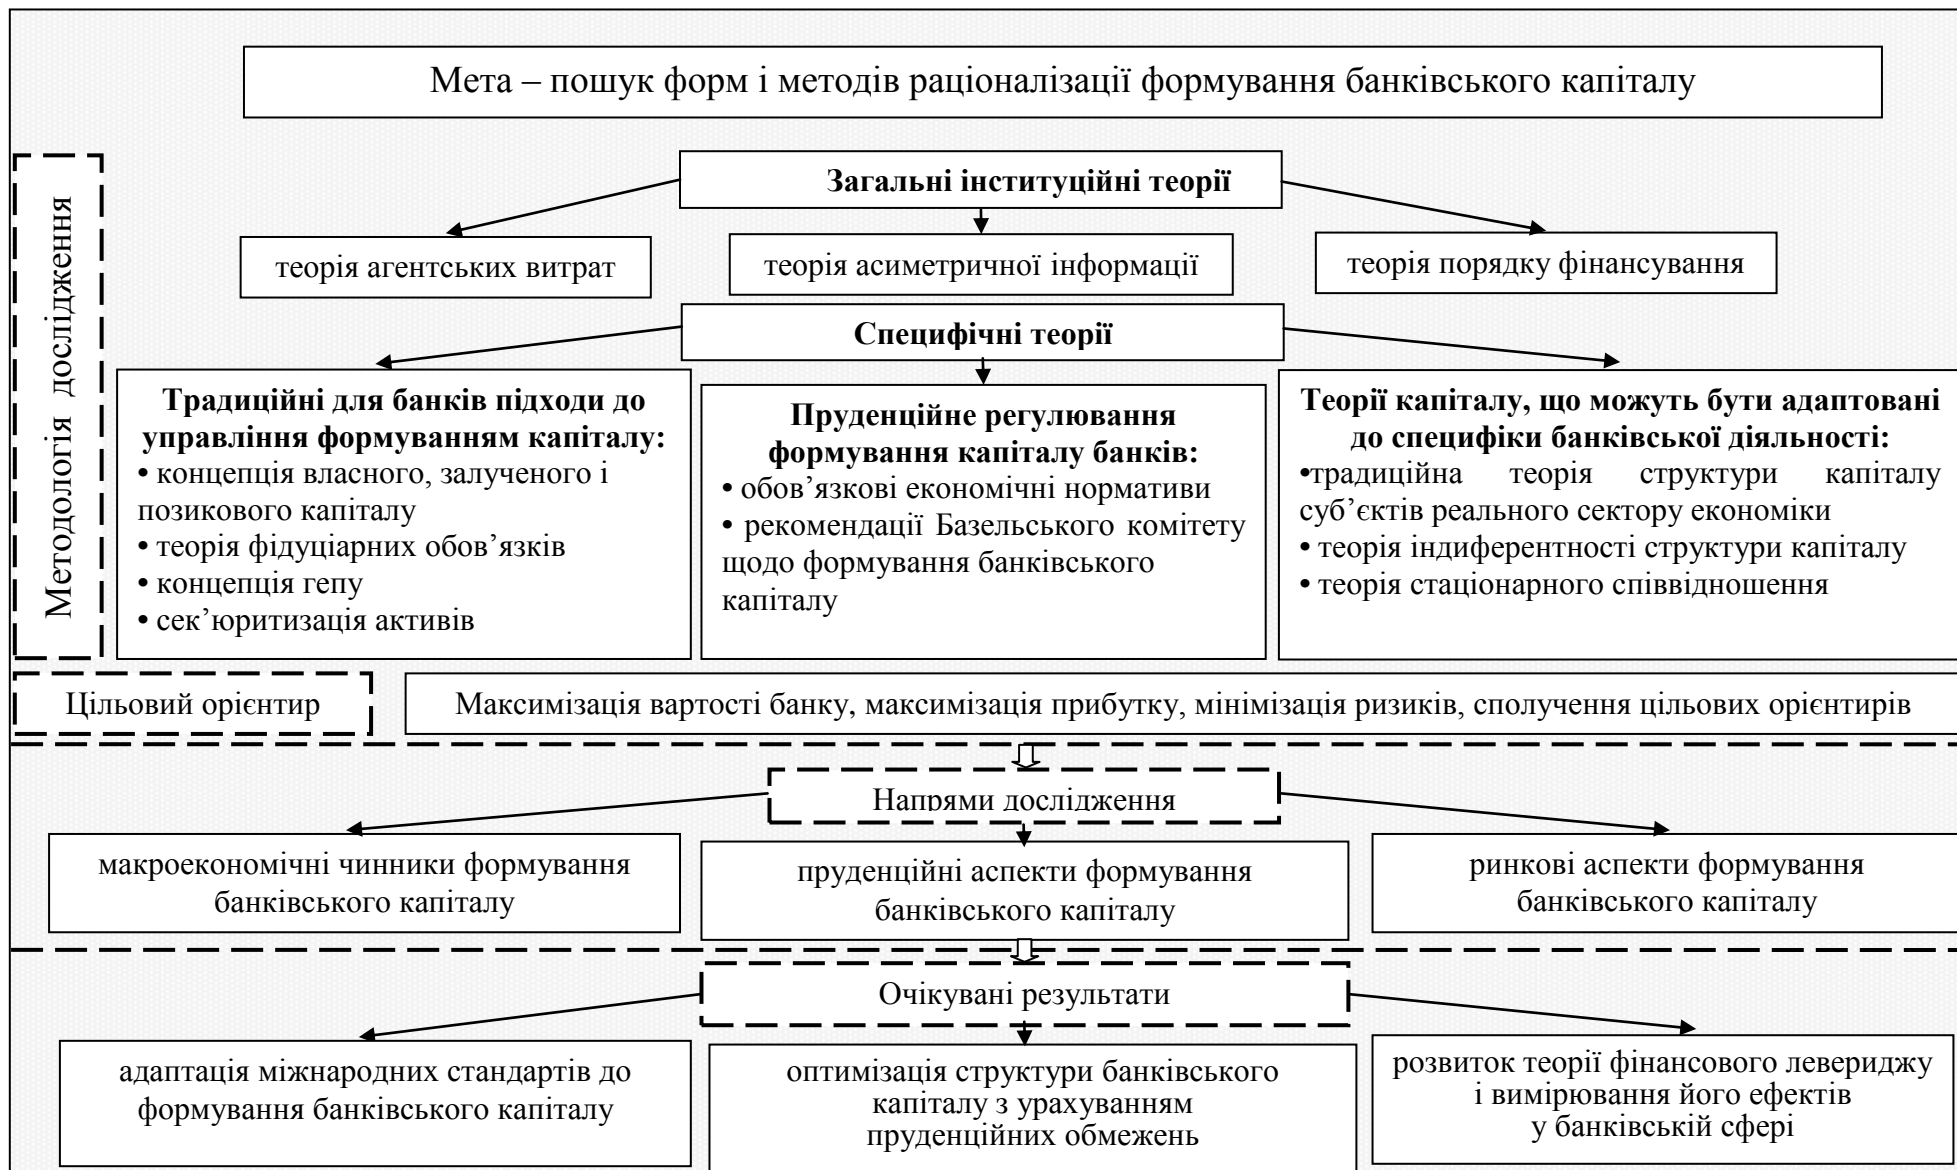 Мета – пошук форм і методів раціоналізації формування банківського капіталу
Методологія дослідження
Загальні інституційні теорії
теорія агентських витрат
теорія асиметричної інформації
теорія порядку фінансування
Специфічні теорії
Традиційні для банків підходи до
управління формуванням капіталу:
• концепція власного, залученого і
позикового капіталу
• теорія фідуціарних обов’язків
• концепція гепу
• сек’юритизація активів
Пруденційне регулювання
формування капіталу банків:
• обов’язкові економічні нормативи
• рекомендації Базельського комітету
щодо формування банківського
капіталу
Теорії капіталу, що можуть бути адаптовані
до специфіки банківської діяльності:
•традиційна теорія структури капіталу
суб’єктів реального сектору економіки
• теорія індиферентності структури капіталу
• теорія стаціонарного співвідношення
Цільовий орієнтир
Максимізація вартості банку, максимізація прибутку, мінімізація ризиків, сполучення цільових орієнтирів
Напрями дослідження
макроекономічні чинники формування
банківського капіталу
пруденційні аспекти формування
банківського капіталу
ринкові аспекти формування
банківського капіталу
Очікувані результати
адаптація міжнародних стандартів до
формування банківського капіталу
оптимізація структури банківського
капіталу з урахуванням
пруденційних обмежень
розвиток теорії фінансового левериджу
і вимірювання його ефектів
у банківській сфері